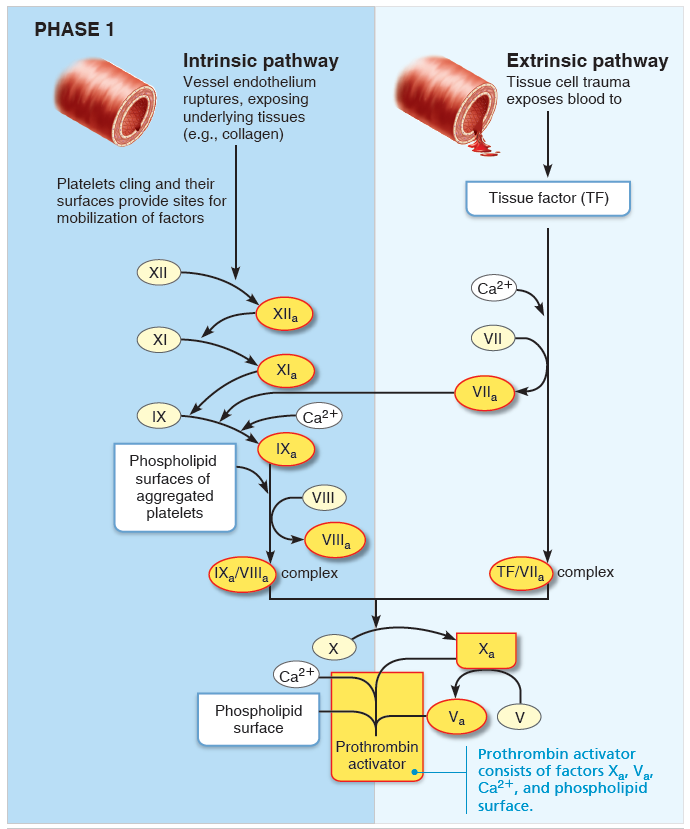 PHASE 1
Intrinsic pathway
Vessel endothelium
ruptures, exposing
underlying tissues
(e.g., collagen)
Extrinsic pathway
Tissue cell trauma
exposes blood to
Platelets cling and their
surfaces provide sites for
mobilization of factors
Tissue factor (TF)
XII
XIIa
Ca2+
XI
VII
XIa
VIIa
IX
Ca2+
IXa
Phospholipid
surfaces of
aggregated
platelets
VIII
VIIIa
IXa/VIIIa complex
TF/VIIa complex
X
Xa
Ca2+
Phospholipid
surface
Va
V
Prothrombin
activator
Prothrombin activator
consists of factors Xa, Va,
Ca2+, and phospholipid
surface.